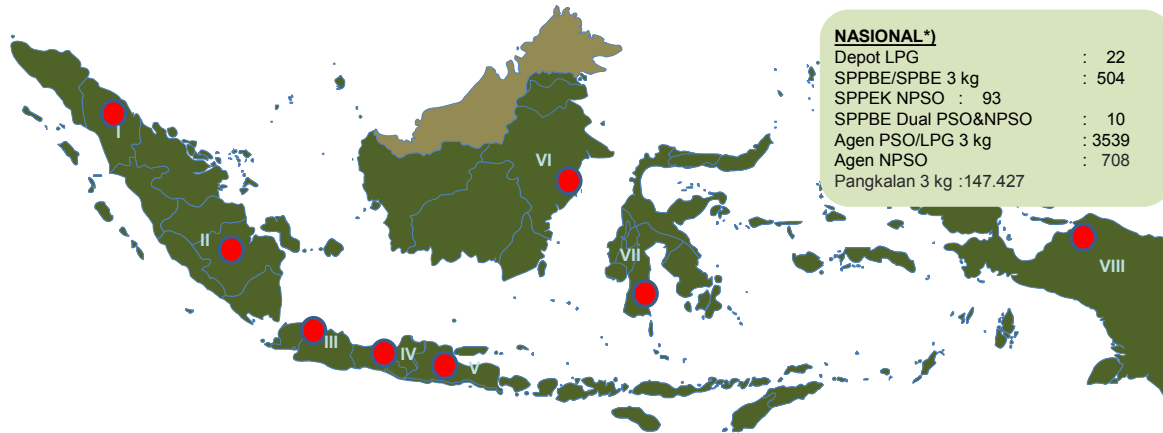 NASIONAL*)
Depot LPG : 22
SPPBE/SPBE 3 kg : 504
SPPEK NPSO : 93
SPPBE Dual PSO&NPSO : 10
Agen PSO/LPG 3 kg : 3539
Agen NPSO : 708
Pangkalan 3 kg :147.427
I
VI
II
VII
VIII
III
IV
V